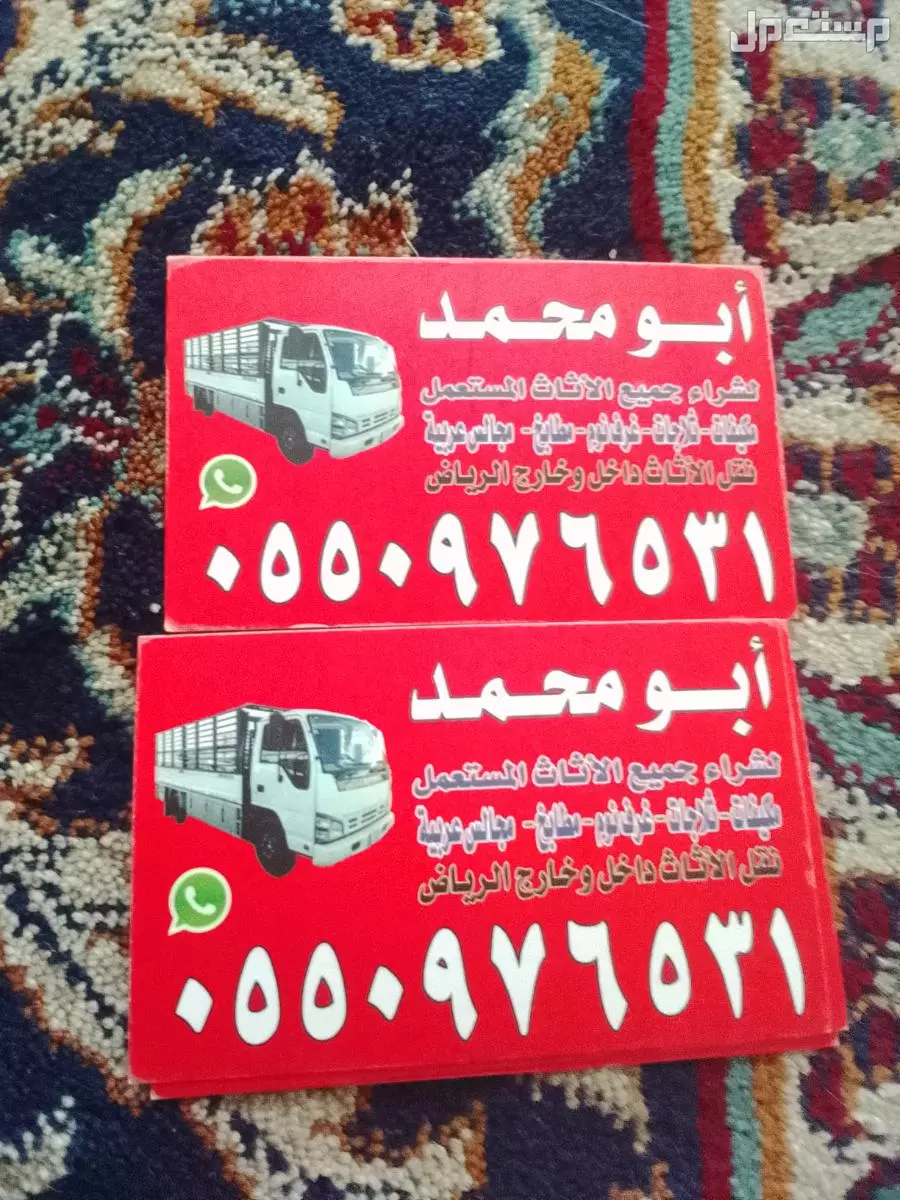 مستعمل
أبو محمد
لشراء جميع الأثاث المستعمل
مكيفات - ثلاجات - غرف نوم - مطابخ - مجالس عربية
نقل الأثاث داخل وخارج الرياض
٠٥٥٠٩٧٦٥٣١
أبو محمد
لشراء جميع الأثاث المستعمل
مكيفات - ثلاجات - غرف نوم - مطابخ - مجالس عربية
نقل الأثاث داخل وخارج الرياض
٠٥٥٠٩٧٦٥٣١